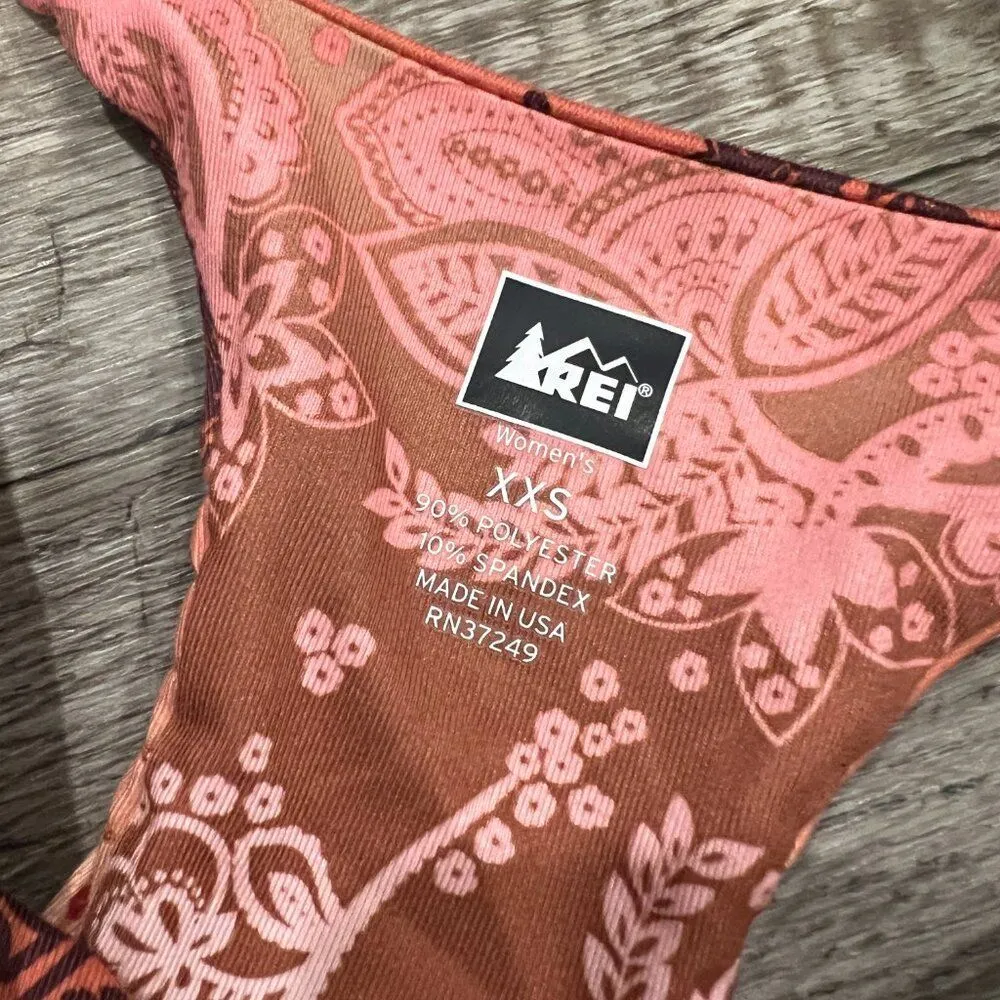 REI®
Women's
XXS
90% POLYESTER
10% SPANDEX
MADE IN USA
RN37249